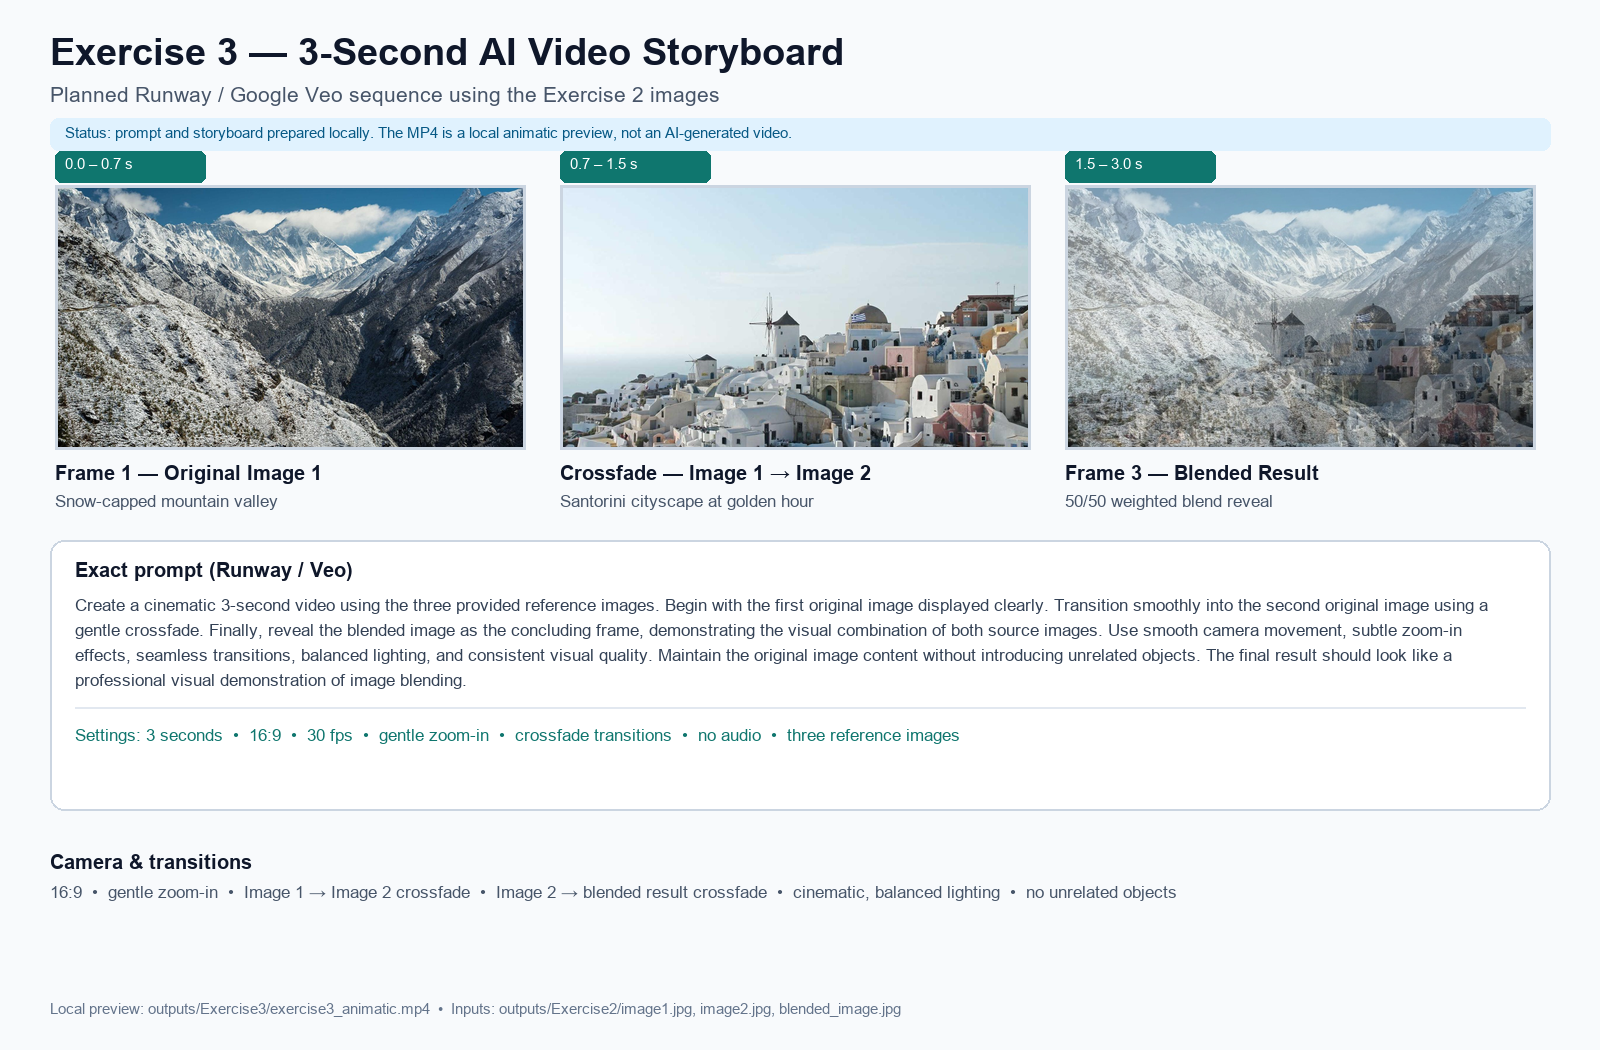 Exercise 3 — 3-Second AI Video Storyboard
Planned Runway / Google Veo sequence using the Exercise 2 images
Status: prompt and storyboard prepared locally. The MP4 is a local animatic preview, not an AI-generated video.
0.0 – 0.7 s
0.7 – 1.5 s
1.5 – 3.0 s
Frame 1 — Original Image 1
Snow-capped mountain valley
Crossfade — Image 1 → Image 2
Santorini cityscape at golden hour
Frame 3 — Blended Result
50/50 weighted blend reveal
Exact prompt (Runway / Veo)
Create a cinematic 3-second video using the three provided reference images. Begin with the first original image displayed clearly. Transition smoothly into the second original image using a
gentle crossfade. Finally, reveal the blended image as the concluding frame, demonstrating the visual combination of both source images. Use smooth camera movement, subtle zoom-in
effects, seamless transitions, balanced lighting, and consistent visual quality. Maintain the original image content without introducing unrelated objects. The final result should look like a
professional visual demonstration of image blending.
Settings: 3 seconds • 16:9 • 30 fps • gentle zoom-in • crossfade transitions • no audio • three reference images
Camera & transitions
16:9 • gentle zoom-in • Image 1 → Image 2 crossfade • Image 2 → blended result crossfade • cinematic, balanced lighting • no unrelated objects
Local preview: outputs/Exercise3/exercise3_animatic.mp4 • Inputs: outputs/Exercise2/image1.jpg, image2.jpg, blended_image.jpg